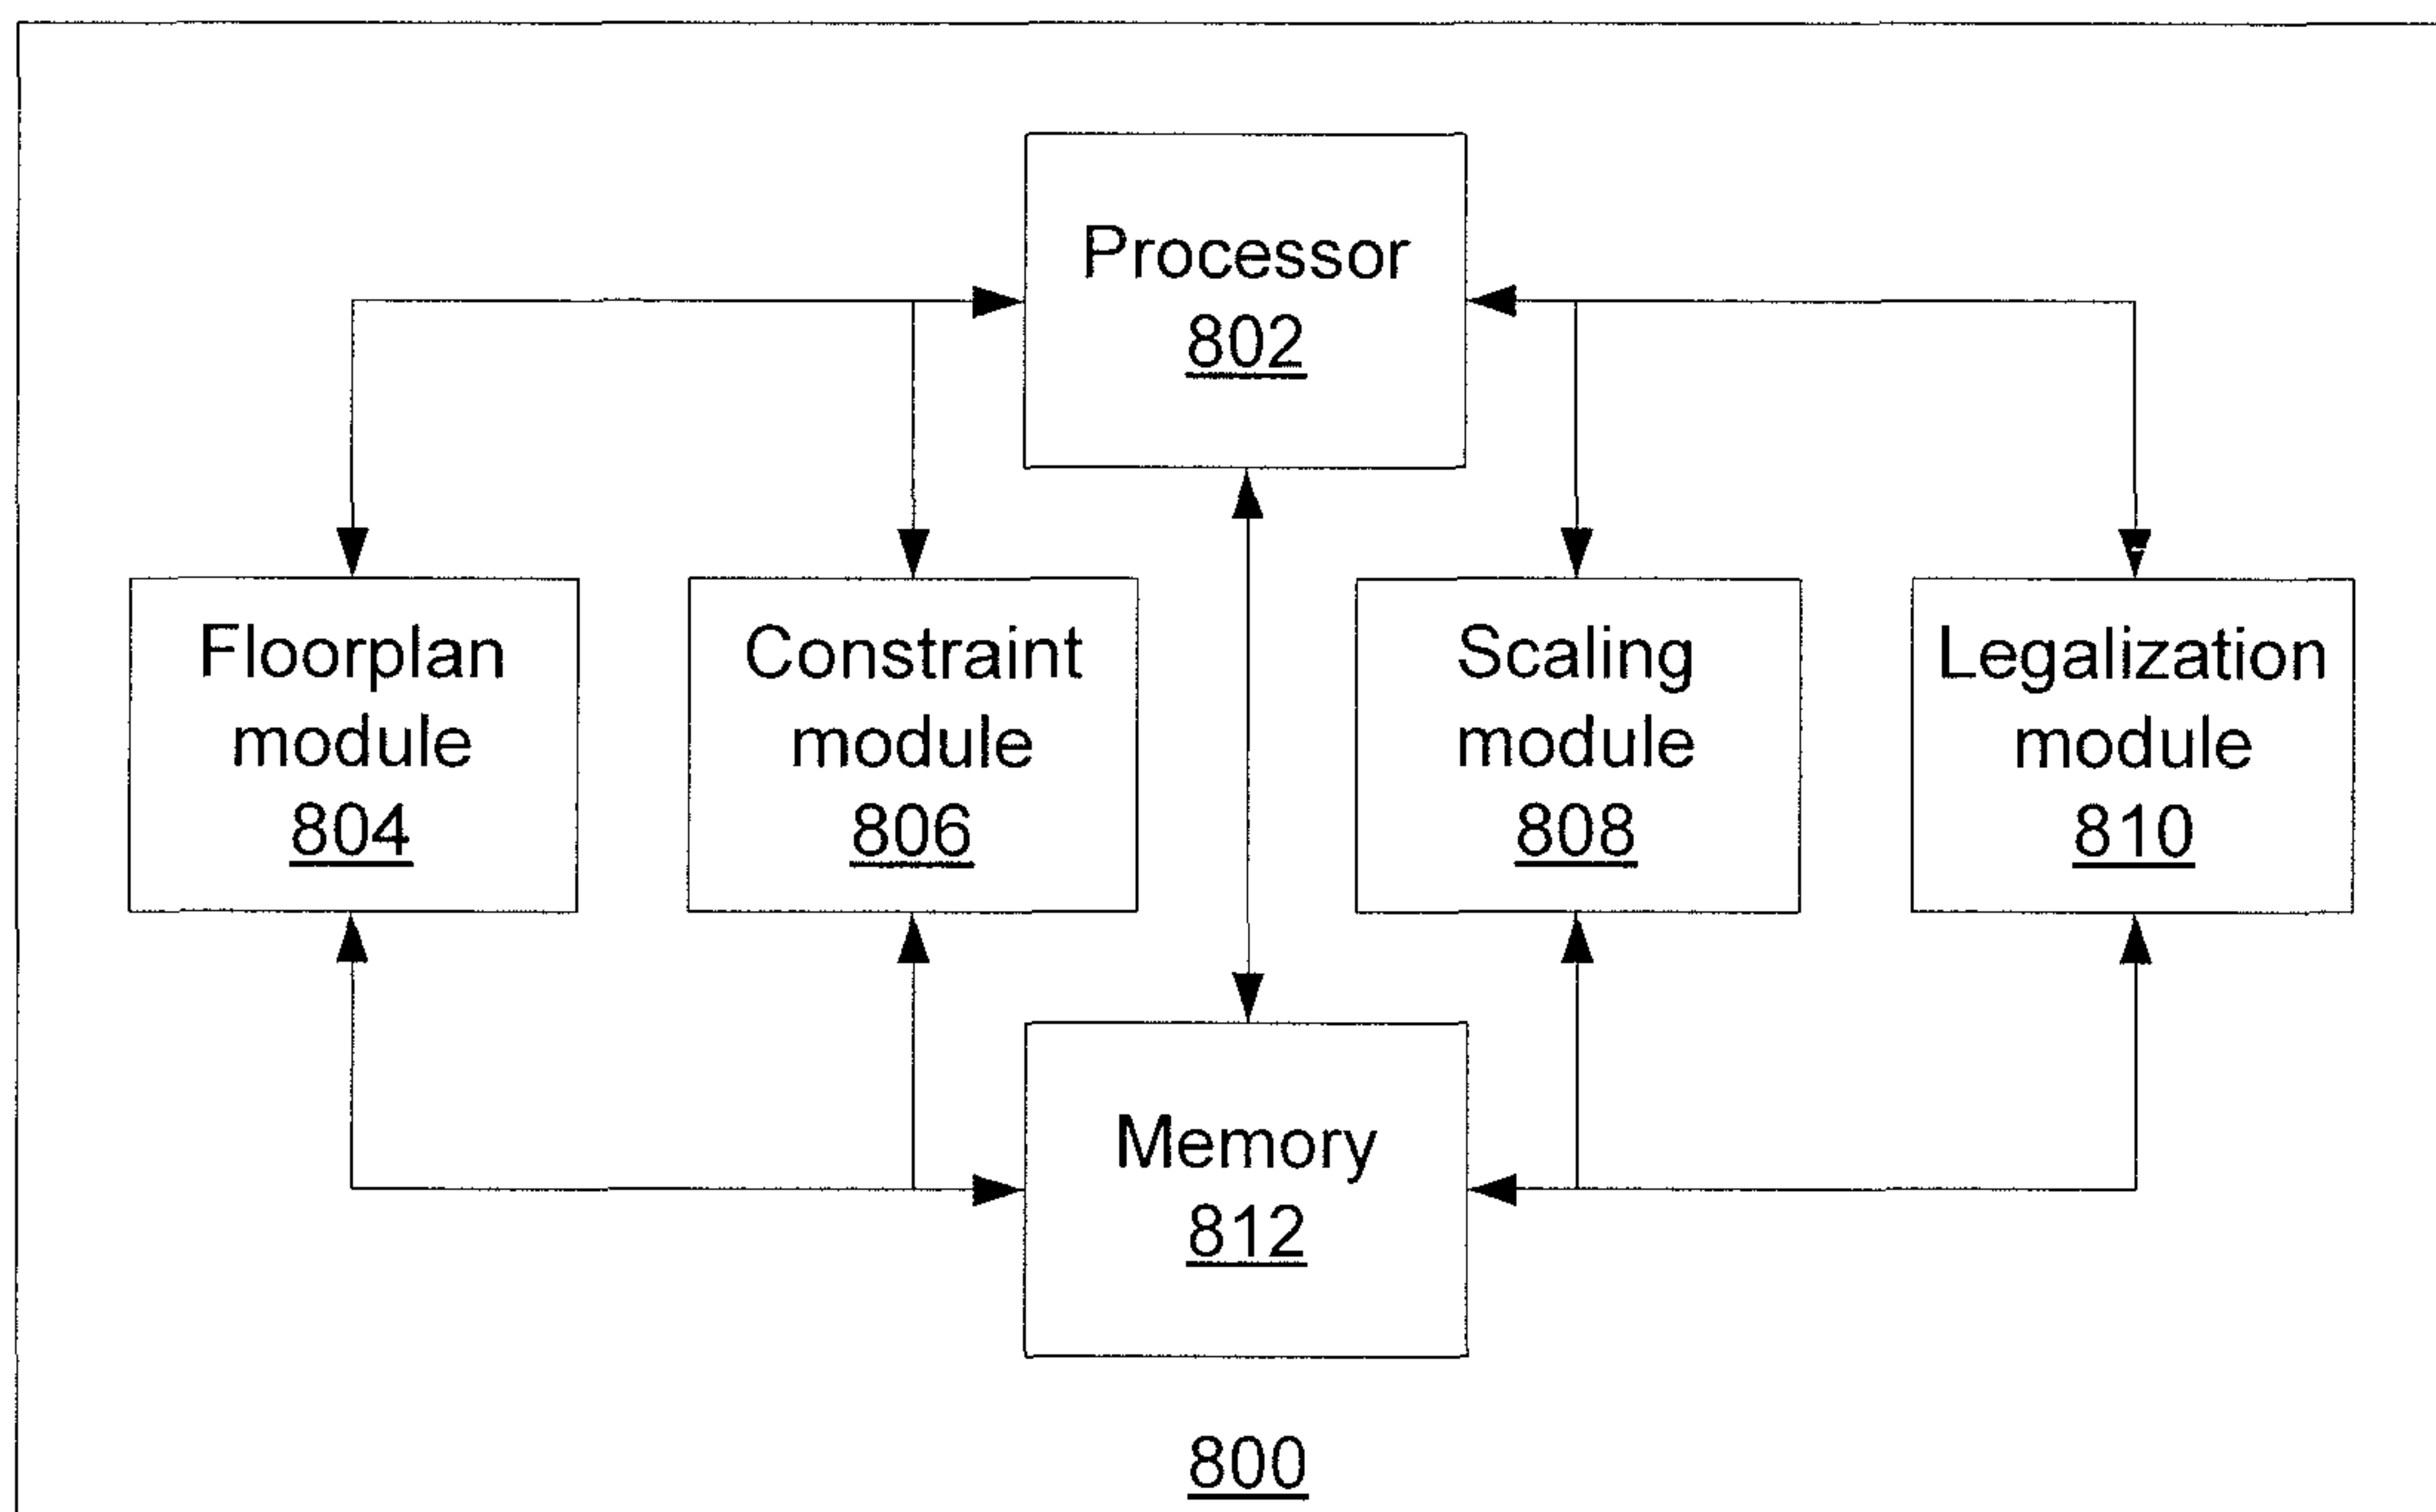 Processor
802
Floorplan
module
804
Constraint
module
806
Scaling
module
808
Legalization
module
810
Memory
812
800